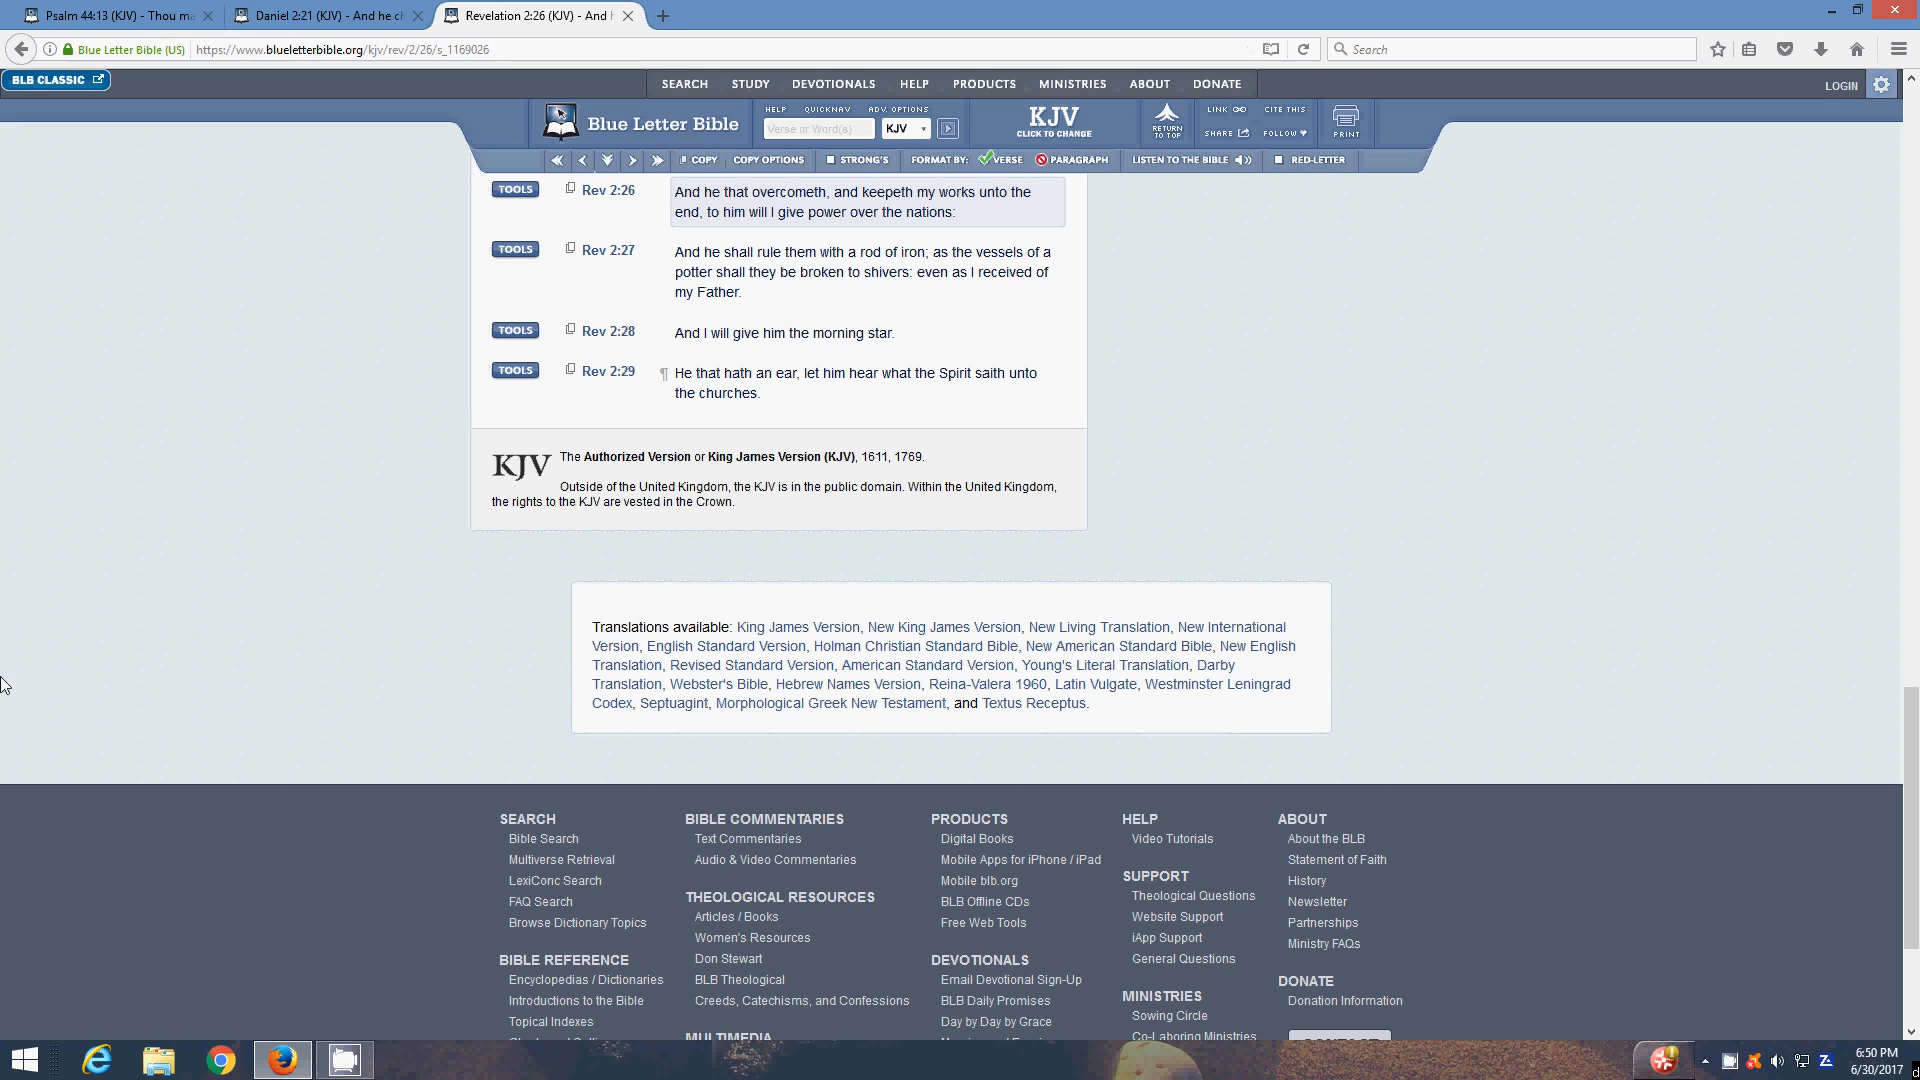 Psalm 44:13 (KJV) - Thou ma
Daniel 2:21 (KJV) - And he c
Revelation 2:26 (KJV) - And
Blue Letter Bible (US)
https://www.blueletterbible.org/kjv/rev/2/26/s_1169026
Search
BLB CLASSIC
SEARCH STUDY DEVOTIONALS HELP PRODUCTS MINISTRIES ABOUT DONATE
LOGIN
Blue Letter Bible
HELP QUICKNAV ADV. OPTIONS
Verse or Word(s) KJV
KJV
CLICK TO CHANGE
RETURN
TO TOP
LINK CITE THIS
SHARE FOLLOW
PRINT
COPY COPY OPTIONS STRONG'S FORMAT BY: VERSE PARAGRAPH LISTEN TO THE BIBLE RED-LETTER
TOOLS Rev 2:26 And he that overcometh, and keepeth my works unto the
end, to him will I give power over the nations:
TOOLS Rev 2:27 And he shall rule them with a rod of iron; as the vessels of a
potter shall they be broken to shivers: even as I received of
my Father.
TOOLS Rev 2:28 And I will give him the morning star.
TOOLS Rev 2:29 ¶ He that hath an ear, let him hear what the Spirit saith unto
the churches.
KJV The Authorized Version or King James Version (KJV), 1611, 1769.
Outside of the United Kingdom, the KJV is in the public domain. Within the United Kingdom,
the rights to the KJV are vested in the Crown.
Translations available: King James Version, New King James Version, New Living Translation, New International
Version, English Standard Version, Holman Christian Standard Bible, New American Standard Bible, New English
Translation, Revised Standard Version, American Standard Version, Young's Literal Translation, Darby
Translation, Webster's Bible, Hebrew Names Version, Reina-Valera 1960, Latin Vulgate, Westminster Leningrad
Codex, Septuagint, Morphological Greek New Testament, and Textus Receptus.
SEARCH
Bible Search
Multiverse Retrieval
LexiConc Search
FAQ Search
Browse Dictionary Topics
BIBLE REFERENCE
Encyclopedias / Dictionaries
Introductions to the Bible
Topical Indexes
BIBLE COMMENTARIES
Text Commentaries
Audio & Video Commentaries
THEOLOGICAL RESOURCES
Articles / Books
Women's Resources
Don Stewart
BLB Theological
Creeds, Catechisms, and Confessions
MULTIMEDIA
PRODUCTS
Digital Books
Mobile Apps for iPhone / iPad
Mobile blb.org
BLB Offline CDs
Free Web Tools
DEVOTIONALS
Email Devotional Sign-Up
BLB Daily Promises
Day by Day by Grace
HELP
Video Tutorials
SUPPORT
Theological Questions
Website Support
iApp Support
General Questions
MINISTRIES
Sowing Circle
Co-Laboring Ministries
ABOUT
About the BLB
Statement of Faith
History
Newsletter
Partnerships
Ministry FAQs
DONATE
Donation Information
6:50 PM
6/30/2017